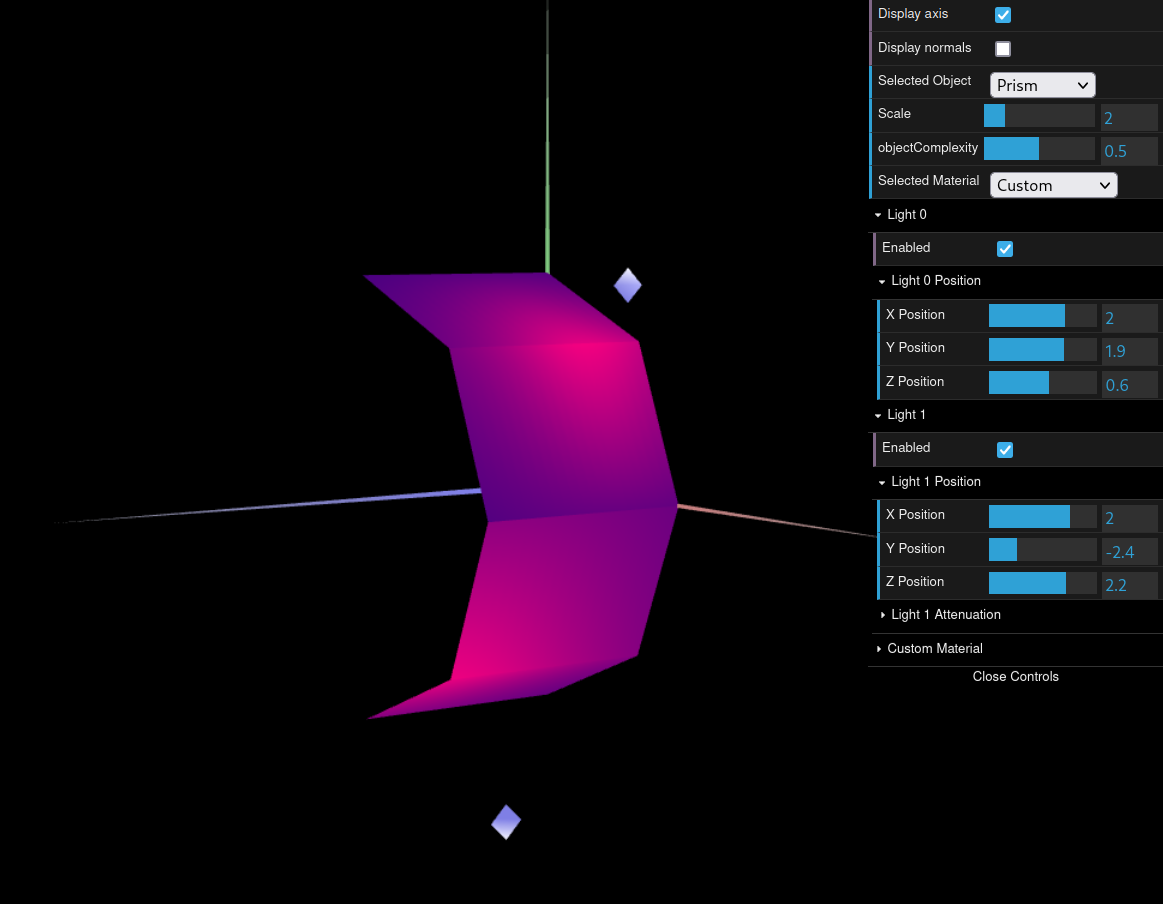 Display axis
Display normals
Selected Object Prism
Scale 2
objectComplexity 0.5
Selected Material Custom
Light 0
Enabled
Light 0 Position
X Position 2
Y Position 1.9
Z Position 0.6
Light 1
Enabled
Light 1 Position
X Position 2
Y Position -2.4
Z Position 2.2
Light 1 Attenuation
Custom Material
Close Controls